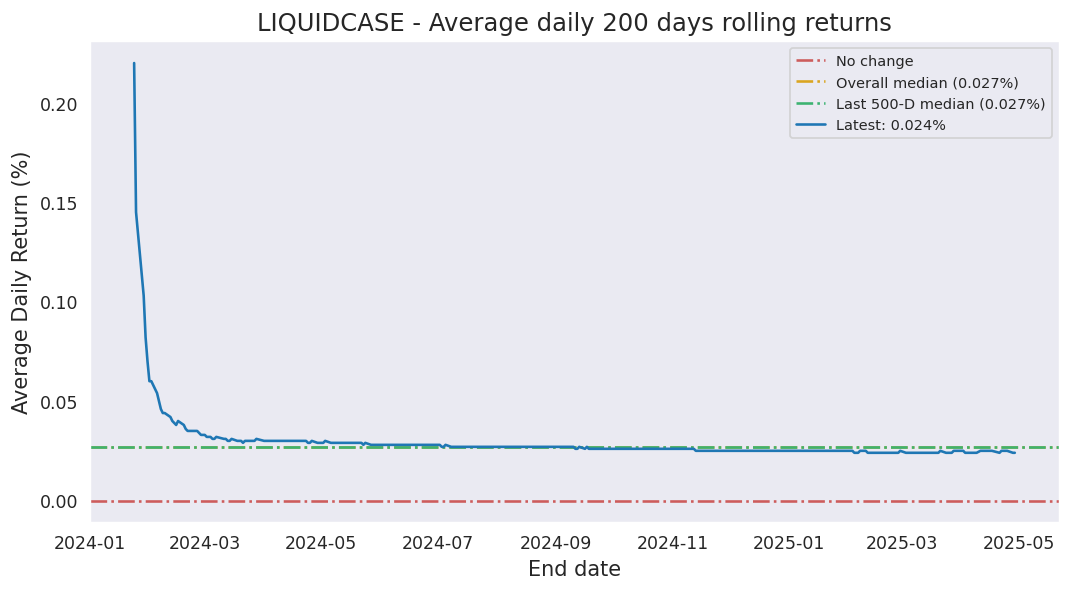 LIQUIDCASE - Average daily 200 days rolling returns
No change
Overall median (0.027%)
Last 500-D median (0.027%)
Latest: 0.024%
Average Daily Return (%)
0.20
0.15
0.10
0.05
0.00
2024-01 2024-03 2024-05 2024-07 2024-09 2024-11 2025-01 2025-03 2025-05
End date